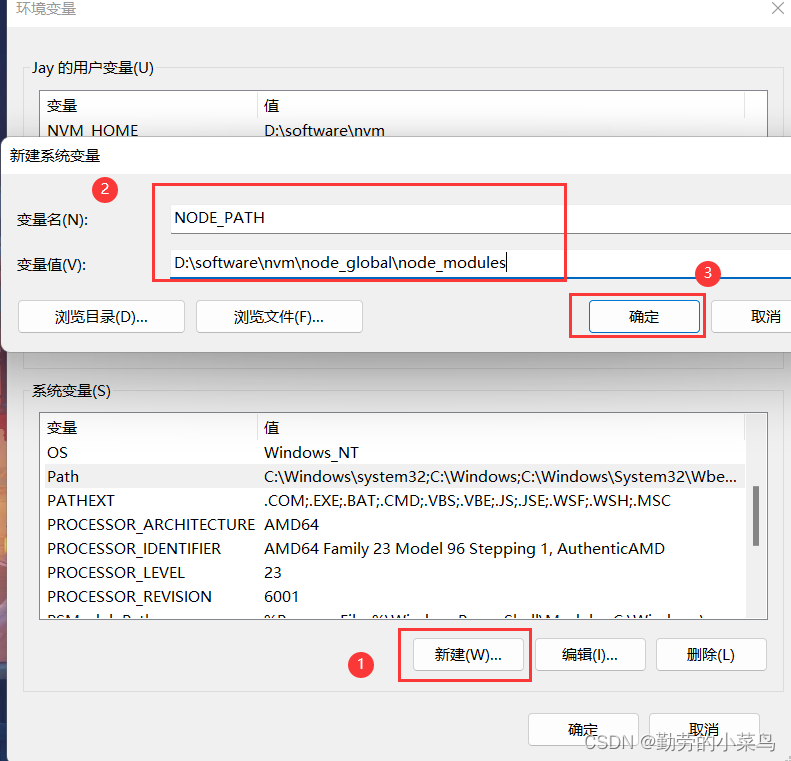 环境变量
Jay 的用户变量(U)
变量 值
NVM_HOME D:\software\nvm
新建系统变量
2
变量名(N): NODE_PATH
变量值(V): D:\software\nvm\node_global\node_modules
3
浏览目录(D)... 浏览文件(F)... 确定 取消
系统变量(S)
变量 值
OS Windows_NT
Path C:\Windows\system32;C:\Windows;C:\Windows\System32\Wbe...
PATHEXT .COM;.EXE;.BAT;.CMD;.VBS;.VBE;.JS;.JSE;.WSF;.WSH;.MSC
PROCESSOR_ARCHITECTURE AMD64
PROCESSOR_IDENTIFIER AMD64 Family 23 Model 96 Stepping 1, AuthenticAMD
PROCESSOR_LEVEL 23
PROCESSOR_REVISION 6001
1 新建(W)... 编辑(I)... 删除(L)
确定 取消
CSDN @勤劳的小菜鸟